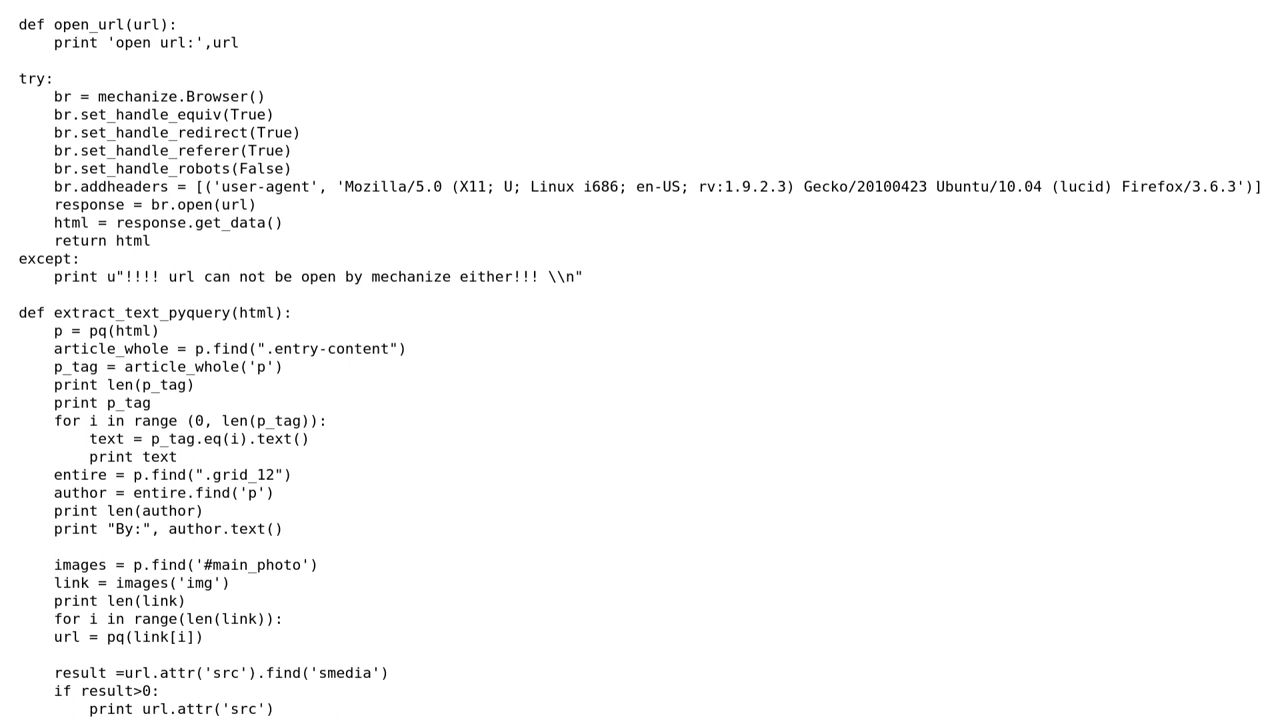 def open_url(url):
    print 'open url:',url

try:
    br = mechanize.Browser()
    br.set_handle_equiv(True)
    br.set_handle_redirect(True)
    br.set_handle_referer(True)
    br.set_handle_robots(False)
    br.addheaders = [('user-agent', 'Mozilla/5.0 (X11; U; Linux i686; en-US; rv:1.9.2.3) Gecko/20100423 Ubuntu/10.04 (lucid) Firefox/3.6.3')]
    response = br.open(url)
    html = response.get_data()
    return html
except:
    print u"!!!! url can not be open by mechanize either!!! \\n"

def extract_text_pyquery(html):
    p = pq(html)
    article_whole = p.find(".entry-content")
    p_tag = article_whole('p')
    print len(p_tag)
    print p_tag
    for i in range (0, len(p_tag)):
        text = p_tag.eq(i).text()
        print text
    entire = p.find(".grid_12")
    author = entire.find('p')
    print len(author)
    print "By:", author.text()

    images = p.find('#main_photo')
    link = images('img')
    print len(link)
    for i in range(len(link)):
    url = pq(link[i])

    result =url.attr('src').find('smedia')
    if result>0:
        print url.attr('src')